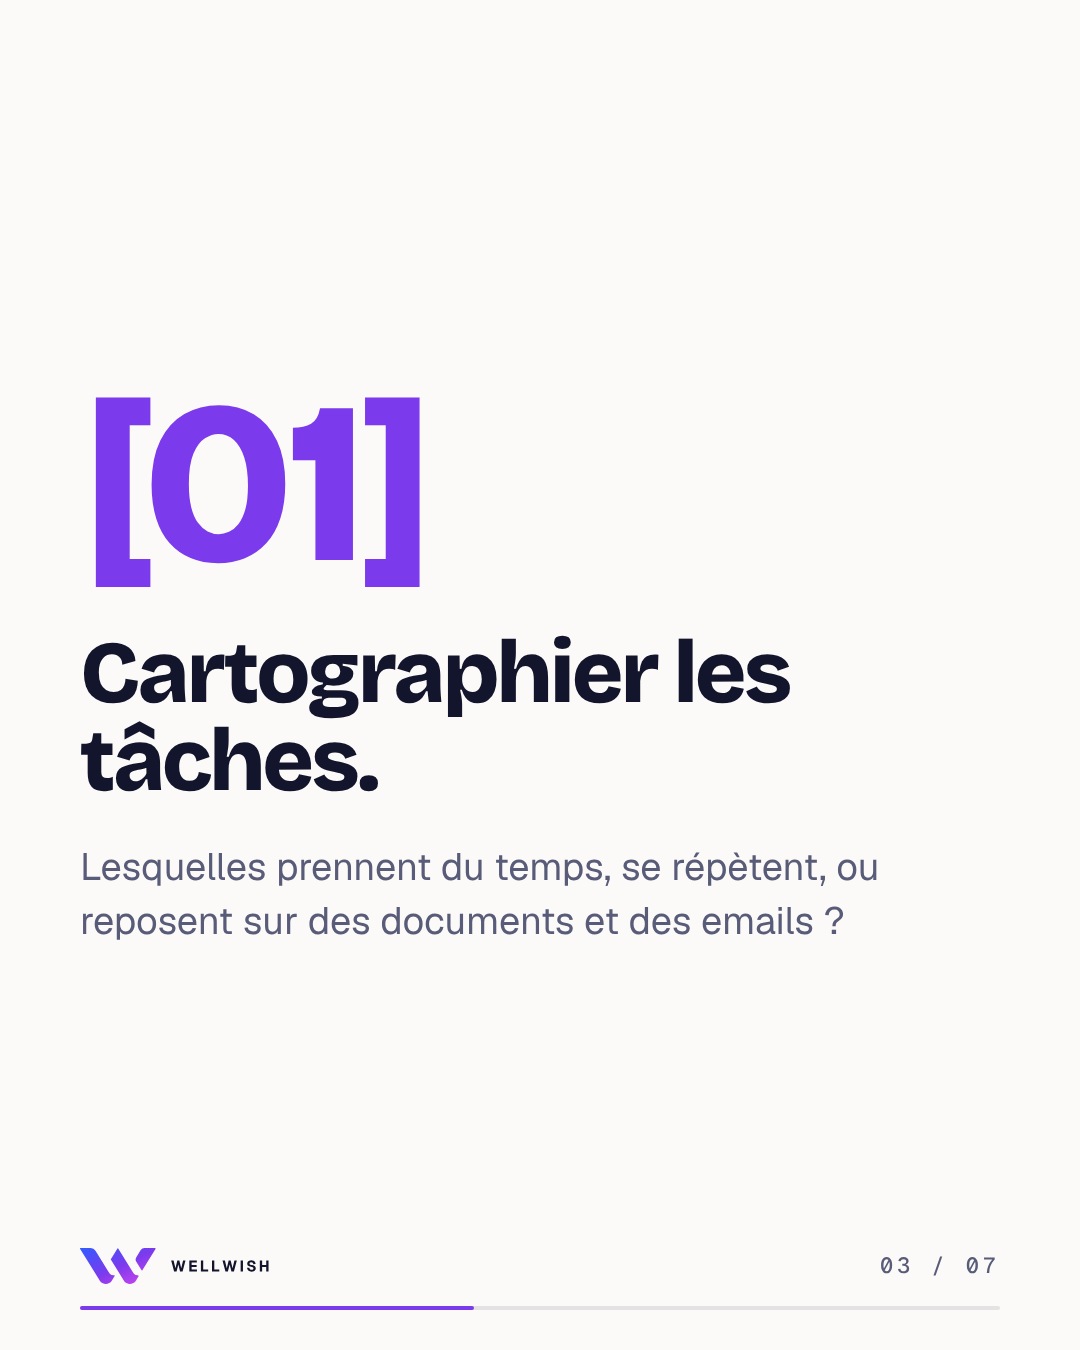 [01]
Cartographier les
tâches.
Lesquelles prennent du temps, se répètent, ou
reposent sur des documents et des emails ?
WELLWISH
03 / 07